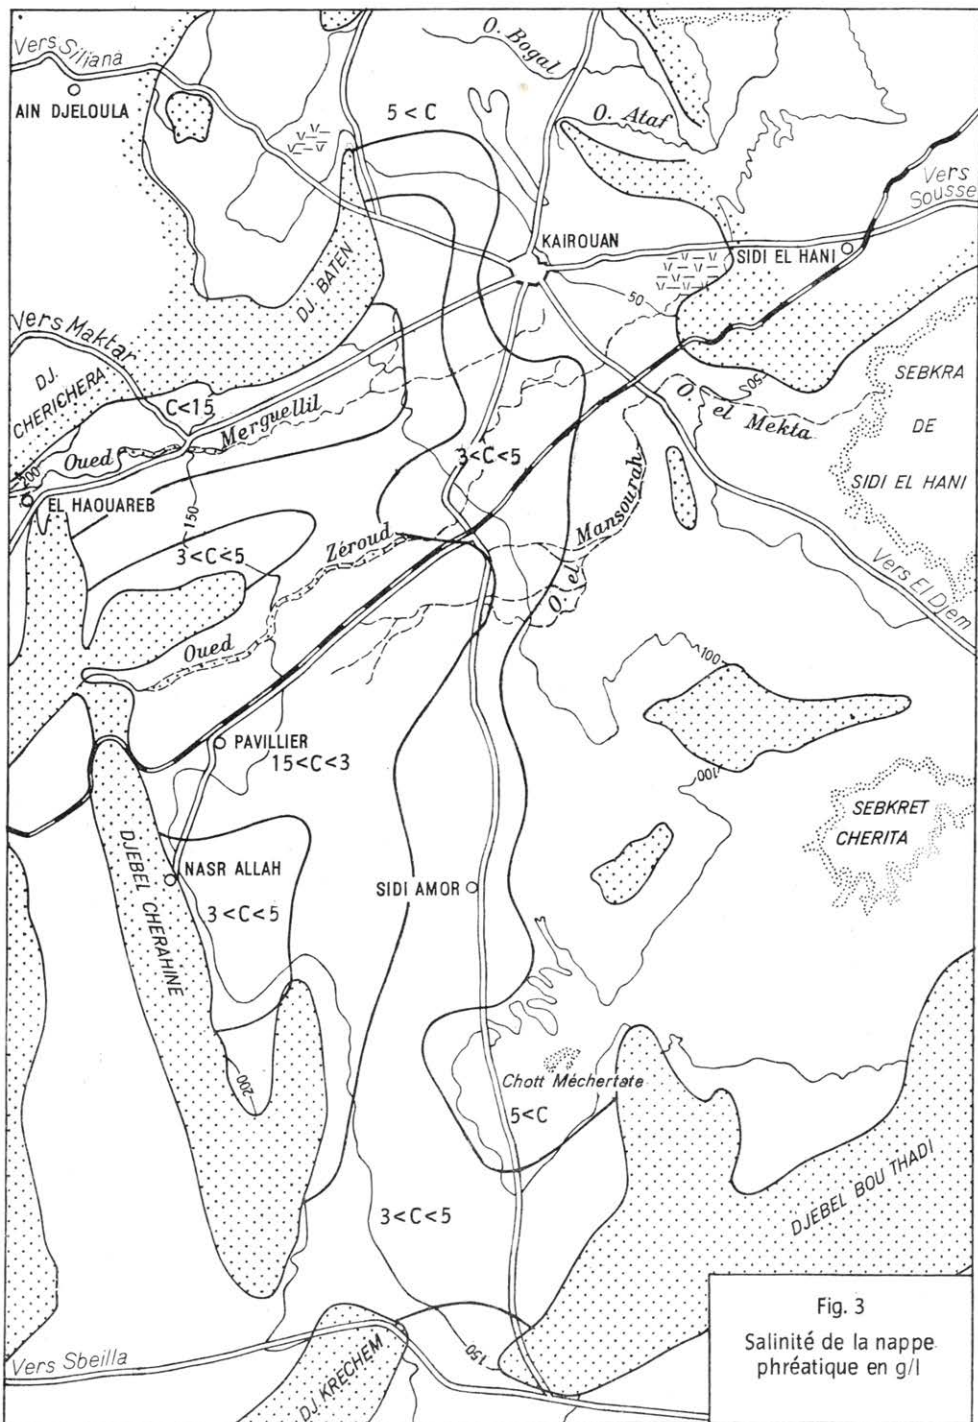 Vers Siliana
AIN DJELOULA
O. Bogal
5 < C
O. Ataf
Vers
Sousse
KAIROUAN
SIDI EL HANI
DJ. BATEN
50
Vers Maktar
DJ.
CHERICHERA
C<15
Merguellil
Oued
200
EL HAOUAREB
150
50
O. el Mekta
SEBKRA
DE
SIDI EL HANI
3<C<5
3<C<5
Zéroud
O. el Mansourah
Vers El Djem
Oued
100
PAVILLIER
15<C<3
100
SEBKRET
CHERITA
DJEBEL CHERAHINE
NASR ALLAH
SIDI AMOR
3<C<5
200
Chott Méchertate
5<C
DJEBEL BOU THADI
3<C<5
Vers Sbeilla
DJ. KRECHEM
150
Fig. 3
Salinité de la nappe
phréatique en g/l